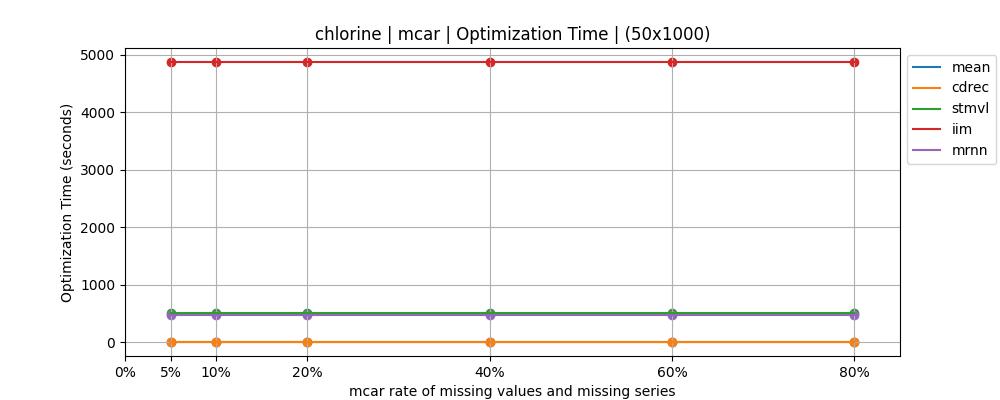 chlorine | mcar | Optimization Time | (50x1000)
Optimization Time (seconds)
5000
4000
3000
2000
1000
0
0% 5% 10% 20% 40% 60% 80%
mcar rate of missing values and missing series
mean
cdrec
stmvl
iim
mrnn